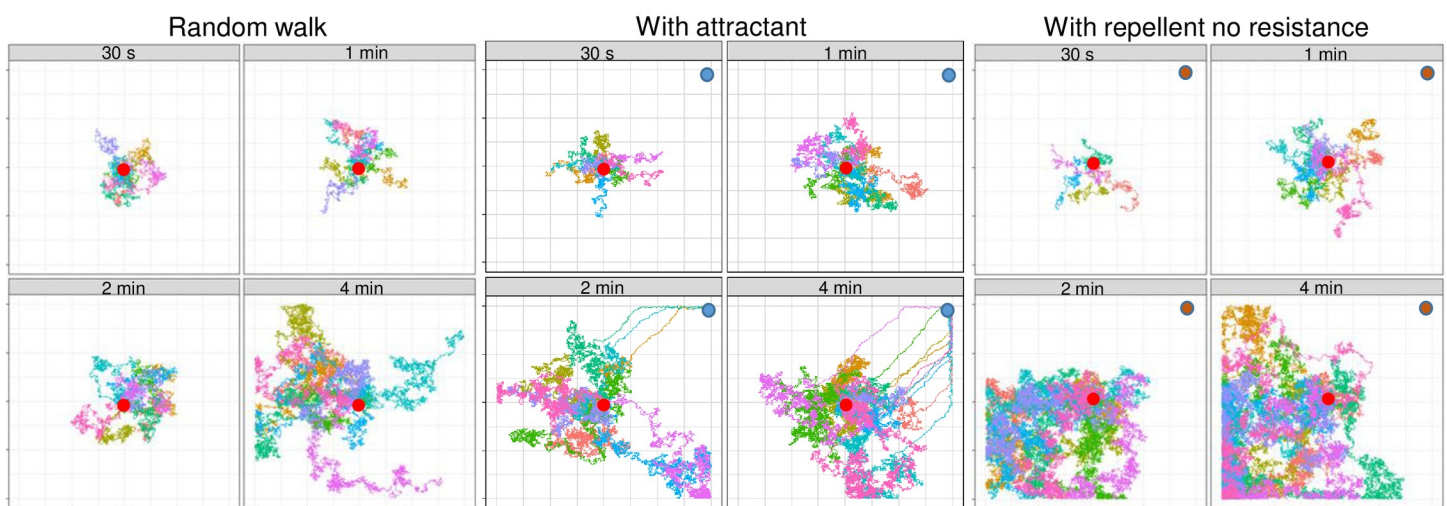 Random walk
With attractant
With repellent no resistance
30 s
1 min
30 s
1 min
30 s
1 min
2 min
4 min
2 min
4 min
2 min
4 min